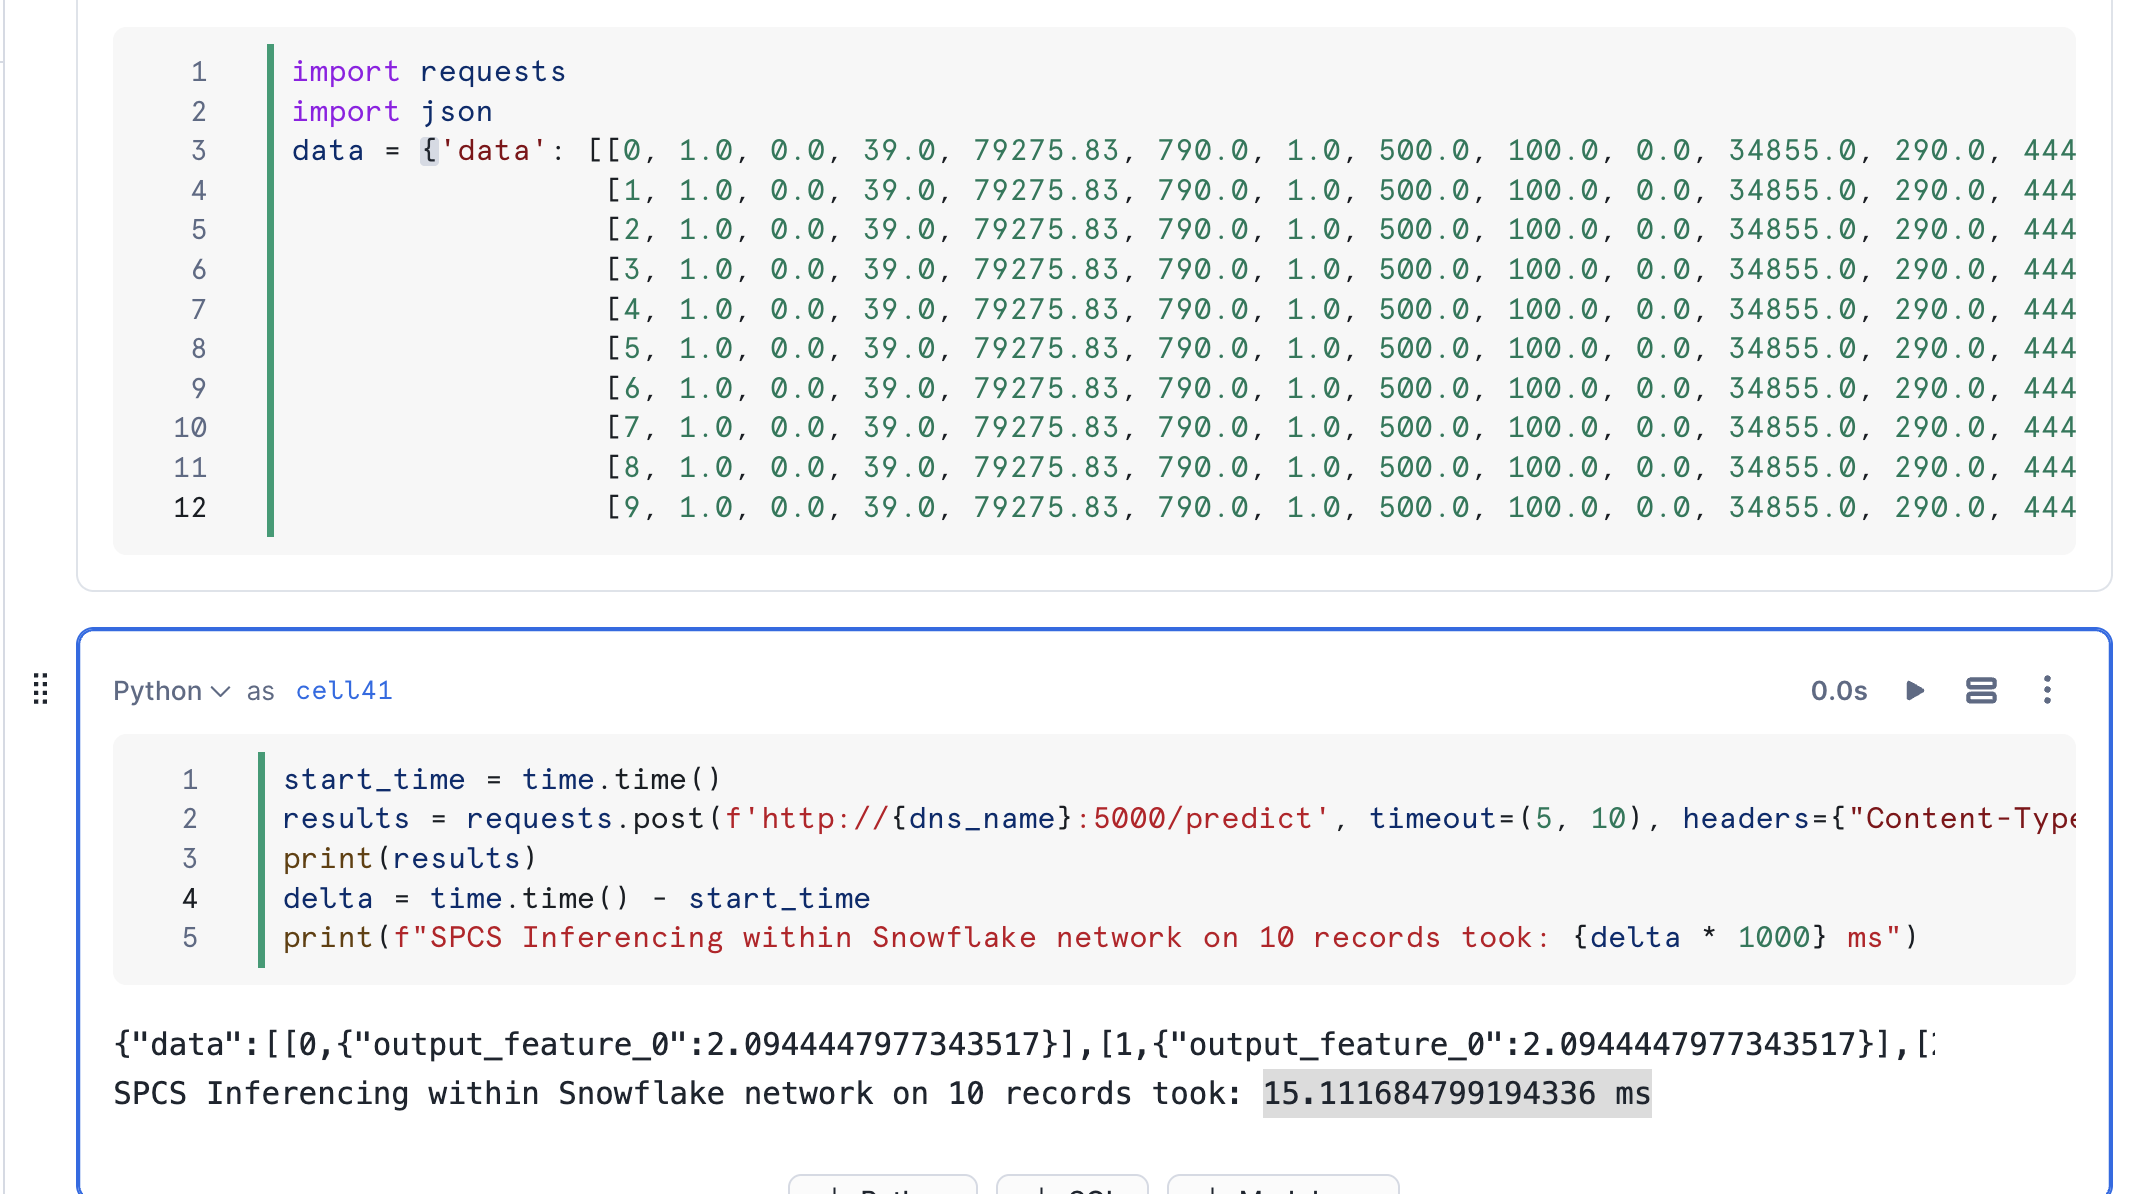 1 import requests
2 import json
3 data = {'data': [[0, 1.0, 0.0, 39.0, 79275.83, 790.0, 1.0, 500.0, 100.0, 0.0, 34855.0, 290.0, 444
4 [1, 1.0, 0.0, 39.0, 79275.83, 790.0, 1.0, 500.0, 100.0, 0.0, 34855.0, 290.0, 444
5 [2, 1.0, 0.0, 39.0, 79275.83, 790.0, 1.0, 500.0, 100.0, 0.0, 34855.0, 290.0, 444
6 [3, 1.0, 0.0, 39.0, 79275.83, 790.0, 1.0, 500.0, 100.0, 0.0, 34855.0, 290.0, 444
7 [4, 1.0, 0.0, 39.0, 79275.83, 790.0, 1.0, 500.0, 100.0, 0.0, 34855.0, 290.0, 444
8 [5, 1.0, 0.0, 39.0, 79275.83, 790.0, 1.0, 500.0, 100.0, 0.0, 34855.0, 290.0, 444
9 [6, 1.0, 0.0, 39.0, 79275.83, 790.0, 1.0, 500.0, 100.0, 0.0, 34855.0, 290.0, 444
10 [7, 1.0, 0.0, 39.0, 79275.83, 790.0, 1.0, 500.0, 100.0, 0.0, 34855.0, 290.0, 444
11 [8, 1.0, 0.0, 39.0, 79275.83, 790.0, 1.0, 500.0, 100.0, 0.0, 34855.0, 290.0, 444
12 [9, 1.0, 0.0, 39.0, 79275.83, 790.0, 1.0, 500.0, 100.0, 0.0, 34855.0, 290.0, 444
Python as cell41 0.0s
1 start_time = time.time()
2 results = requests.post(f'http://{dns_name}:5000/predict', timeout=(5, 10), headers={"Content-Type
3 print(results)
4 delta = time.time() - start_time
5 print(f"SPCS Inferencing within Snowflake network on 10 records took: {delta * 1000} ms")
{"data":[[0,{"output_feature_0":2.0944447977343517}],[1,{"output_feature_0":2.0944447977343517}],[
SPCS Inferencing within Snowflake network on 10 records took: 15.111684799194336 ms